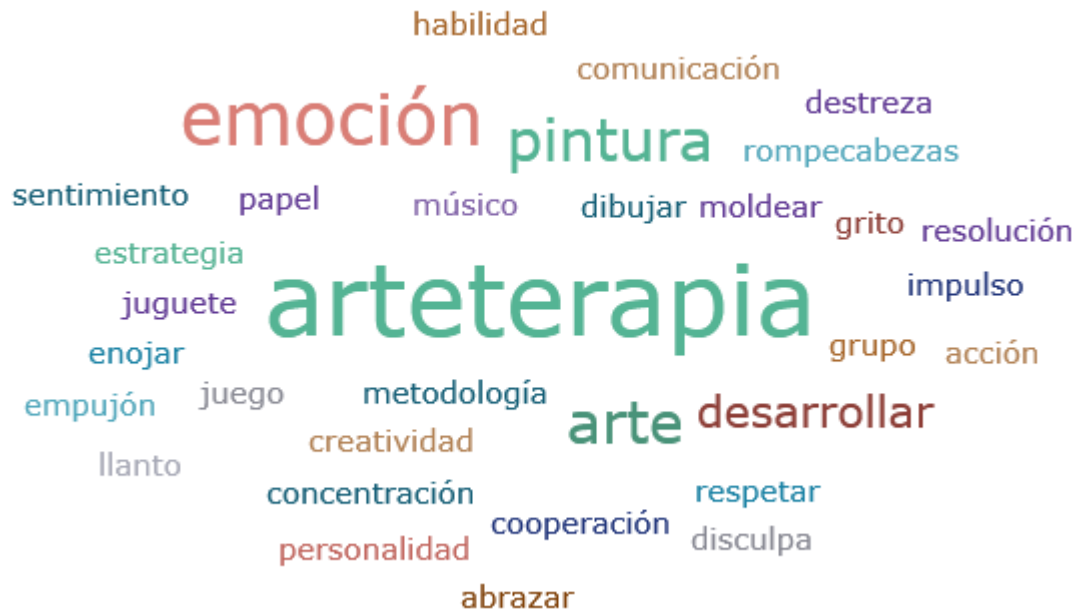 habilidad
comunicación
emoción
pintura
destreza
rompecabezas
sentimiento
papel
músico
dibujar
moldear
grito
resolución
estrategia
juguete
arteterapia
impulso
enojar
grupo
acción
empujón
juego
metodología
arte
desarrollar
creatividad
llanto
concentración
respetar
cooperación
disculpa
personalidad
abrazar